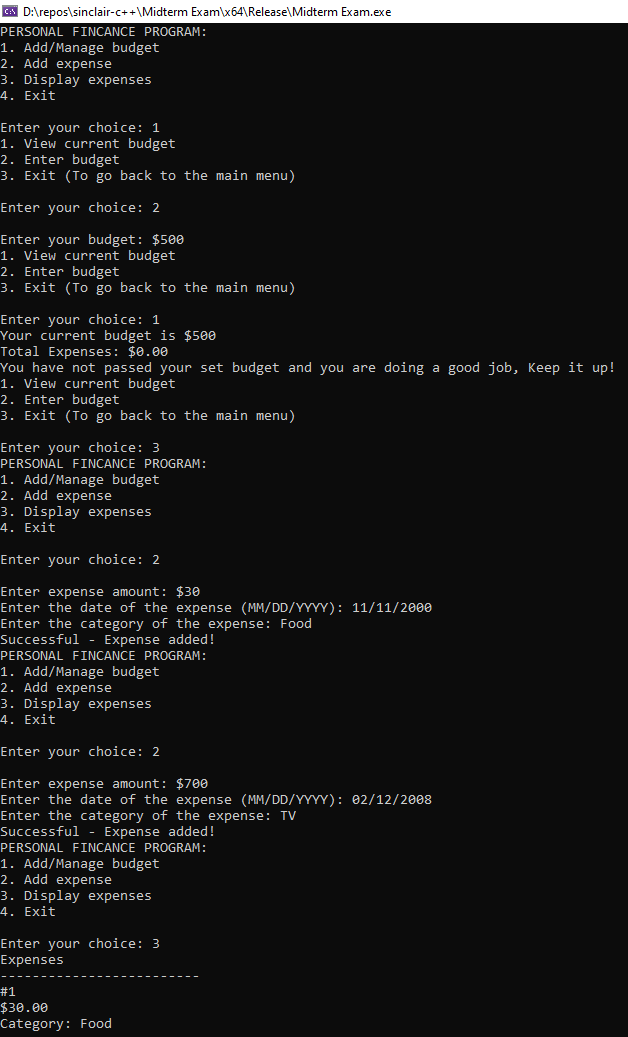 D:\repos\sinclair-c++\Midterm Exam\x64\Release\Midterm Exam.exe
PERSONAL FINCANCE PROGRAM:
1. Add/Manage budget
2. Add expense
3. Display expenses
4. Exit
Enter your choice: 1
1. View current budget
2. Enter budget
3. Exit (To go back to the main menu)
Enter your choice: 2
Enter your budget: $500
1. View current budget
2. Enter budget
3. Exit (To go back to the main menu)
Enter your choice: 1
Your current budget is $500
Total Expenses: $0.00
You have not passed your set budget and you are doing a good job, Keep it up!
1. View current budget
2. Enter budget
3. Exit (To go back to the main menu)
Enter your choice: 3
PERSONAL FINCANCE PROGRAM:
1. Add/Manage budget
2. Add expense
3. Display expenses
4. Exit
Enter your choice: 2
Enter expense amount: $30
Enter the date of the expense (MM/DD/YYYY): 11/11/2000
Enter the category of the expense: Food
Successful - Expense added!
PERSONAL FINCANCE PROGRAM:
1. Add/Manage budget
2. Add expense
3. Display expenses
4. Exit
Enter your choice: 2
Enter expense amount: $700
Enter the date of the expense (MM/DD/YYYY): 02/12/2008
Enter the category of the expense: TV
Successful - Expense added!
PERSONAL FINCANCE PROGRAM:
1. Add/Manage budget
2. Add expense
3. Display expenses
4. Exit
Enter your choice: 3
Expenses
-------------------------
#1
$30.00
Category: Food